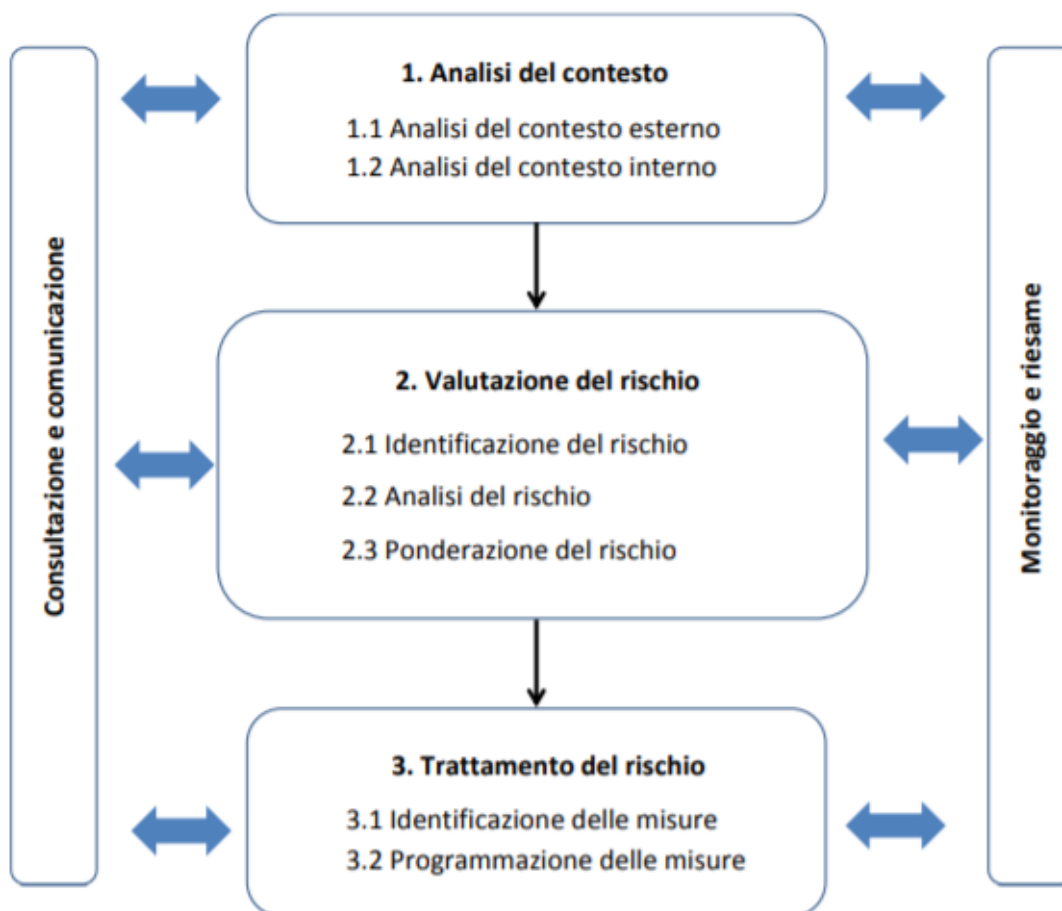 Consultazione e comunicazione
1. Analisi del contesto
1.1 Analisi del contesto esterno
1.2 Analisi del contesto interno
2. Valutazione del rischio
2.1 Identificazione del rischio
2.2 Analisi del rischio
2.3 Ponderazione del rischio
3. Trattamento del rischio
3.1 Identificazione delle misure
3.2 Programmazione delle misure
Monitoraggio e riesame